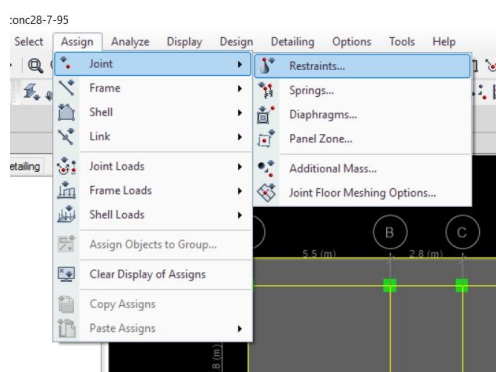 conc28-7-95
Select Assign Analyze Display Design Detailing Options Tools Help
Joint
Frame
Shell
Link
Joint Loads
Frame Loads
Shell Loads
Assign Objects to Group...
Clear Display of Assigns
Copy Assigns
Paste Assigns
Restraints...
Springs...
Diaphragms...
Panel Zone...
Additional Mass...
Joint Floor Meshing Options...
etailing
B C
5.5 (m) 2.8 (m)
8 (m)